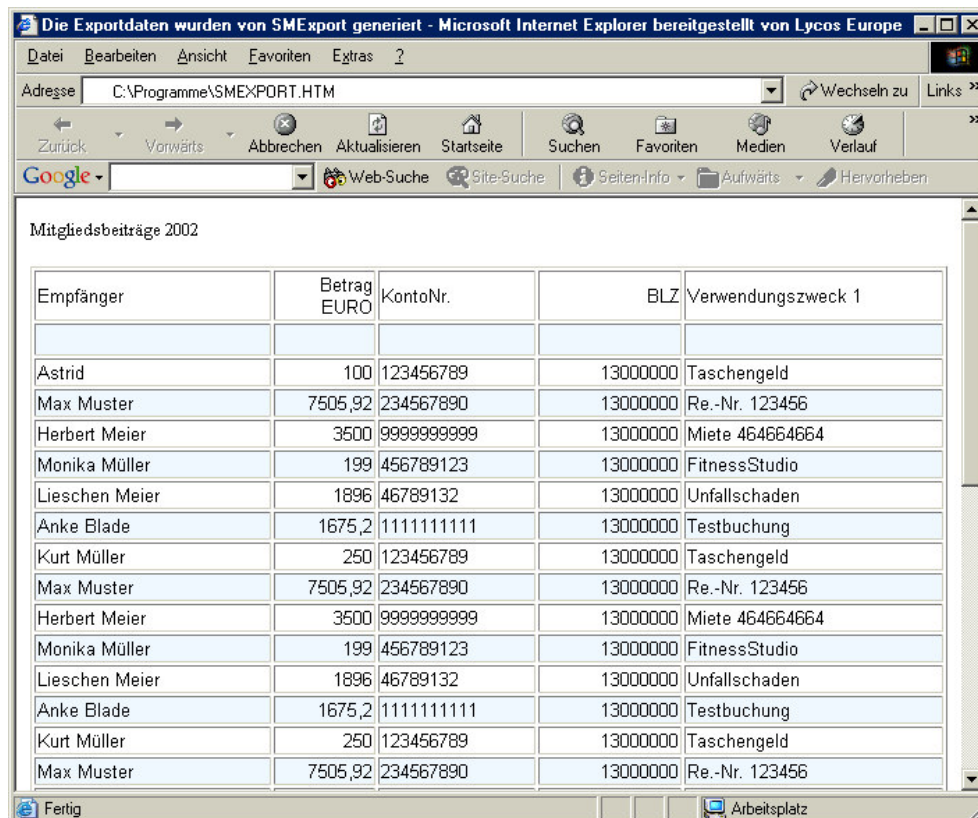 Die Exportdaten wurden von SMExport generiert - Microsoft Internet Explorer bereitgestellt von Lycos Europe
Datei Bearbeiten Ansicht Favoriten Extras ?
Adresse C:\Programme\SMEXPORT.HTM Wechseln zu Links »
Zurück Vorwärts Abbrechen Aktualisieren Startseite Suchen Favoriten Medien Verlauf »
Google Web-Suche Site-Suche Seiten-Info Aufwärts Hervorheben
Mitgliedsbeiträge 2002
Empfänger Betrag EURO KontoNr. BLZ Verwendungszweck 1
Astrid 100 123456789 13000000 Taschengeld
Max Muster 7505,92 234567890 13000000 Re.-Nr. 123456
Herbert Meier 3500 9999999999 13000000 Miete 464664664
Monika Müller 199 456789123 13000000 FitnessStudio
Lieschen Meier 1896 46789132 13000000 Unfallschaden
Anke Blade 1675,2 1111111111 13000000 Testbuchung
Kurt Müller 250 123456789 13000000 Taschengeld
Max Muster 7505,92 234567890 13000000 Re.-Nr. 123456
Herbert Meier 3500 9999999999 13000000 Miete 464664664
Monika Müller 199 456789123 13000000 FitnessStudio
Lieschen Meier 1896 46789132 13000000 Unfallschaden
Anke Blade 1675,2 1111111111 13000000 Testbuchung
Kurt Müller 250 123456789 13000000 Taschengeld
Max Muster 7505,92 234567890 13000000 Re.-Nr. 123456
Fertig Arbeitsplatz